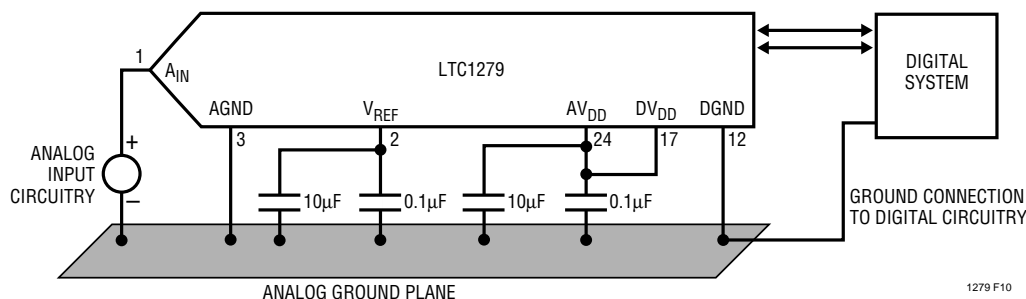 LTC1279
1
A_IN
AGND
V_REF
AV_DD
DV_DD
DGND
3
2
24
17
12
DIGITAL
SYSTEM
ANALOG
INPUT
CIRCUITRY
+
–
10μF
0.1μF
10μF
0.1μF
GROUND CONNECTION
TO DIGITAL CIRCUITRY
ANALOG GROUND PLANE
1279 F10